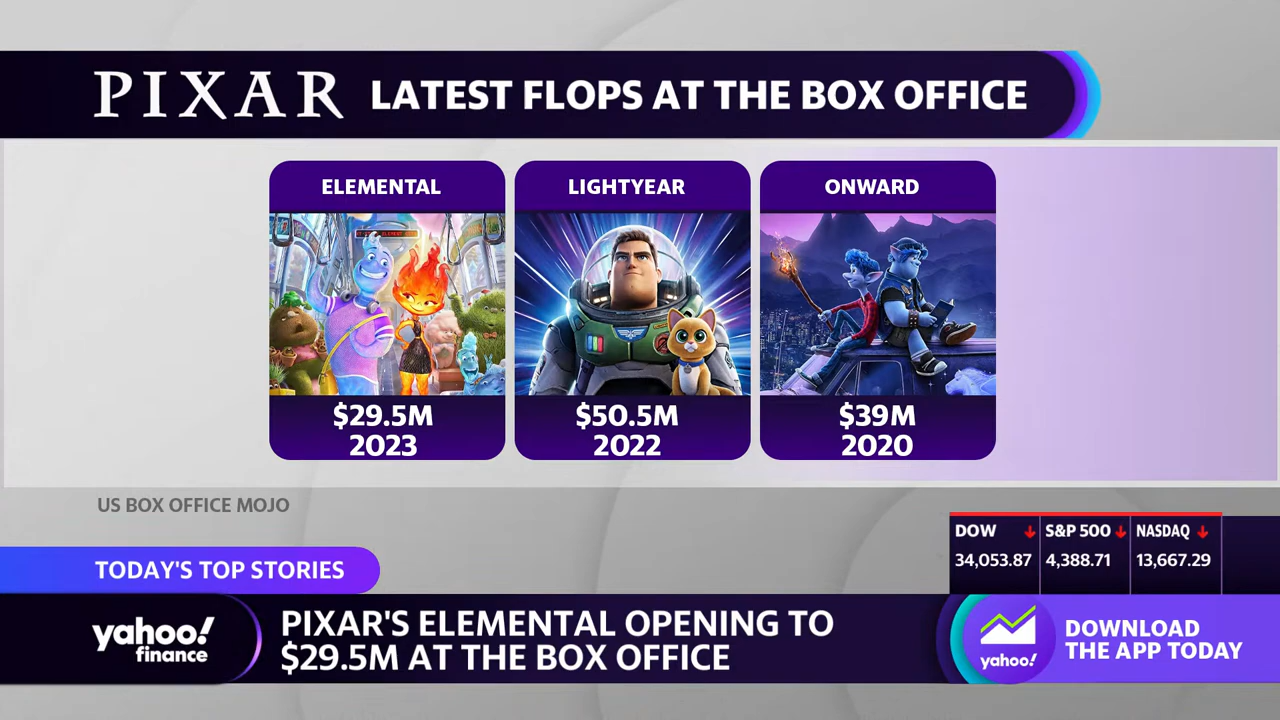 PIXAR LATEST FLOPS AT THE BOX OFFICE
ELEMENTAL
$29.5M
2023
LIGHTYEAR
$50.5M
2022
ONWARD
$39M
2020
US BOX OFFICE MOJO
DOW
34,053.87
S&P 500
4,388.71
NASDAQ
13,667.29
TODAY'S TOP STORIES
yahoo!
finance
PIXAR'S ELEMENTAL OPENING TO
$29.5M AT THE BOX OFFICE
yahoo!
DOWNLOAD
THE APP TODAY